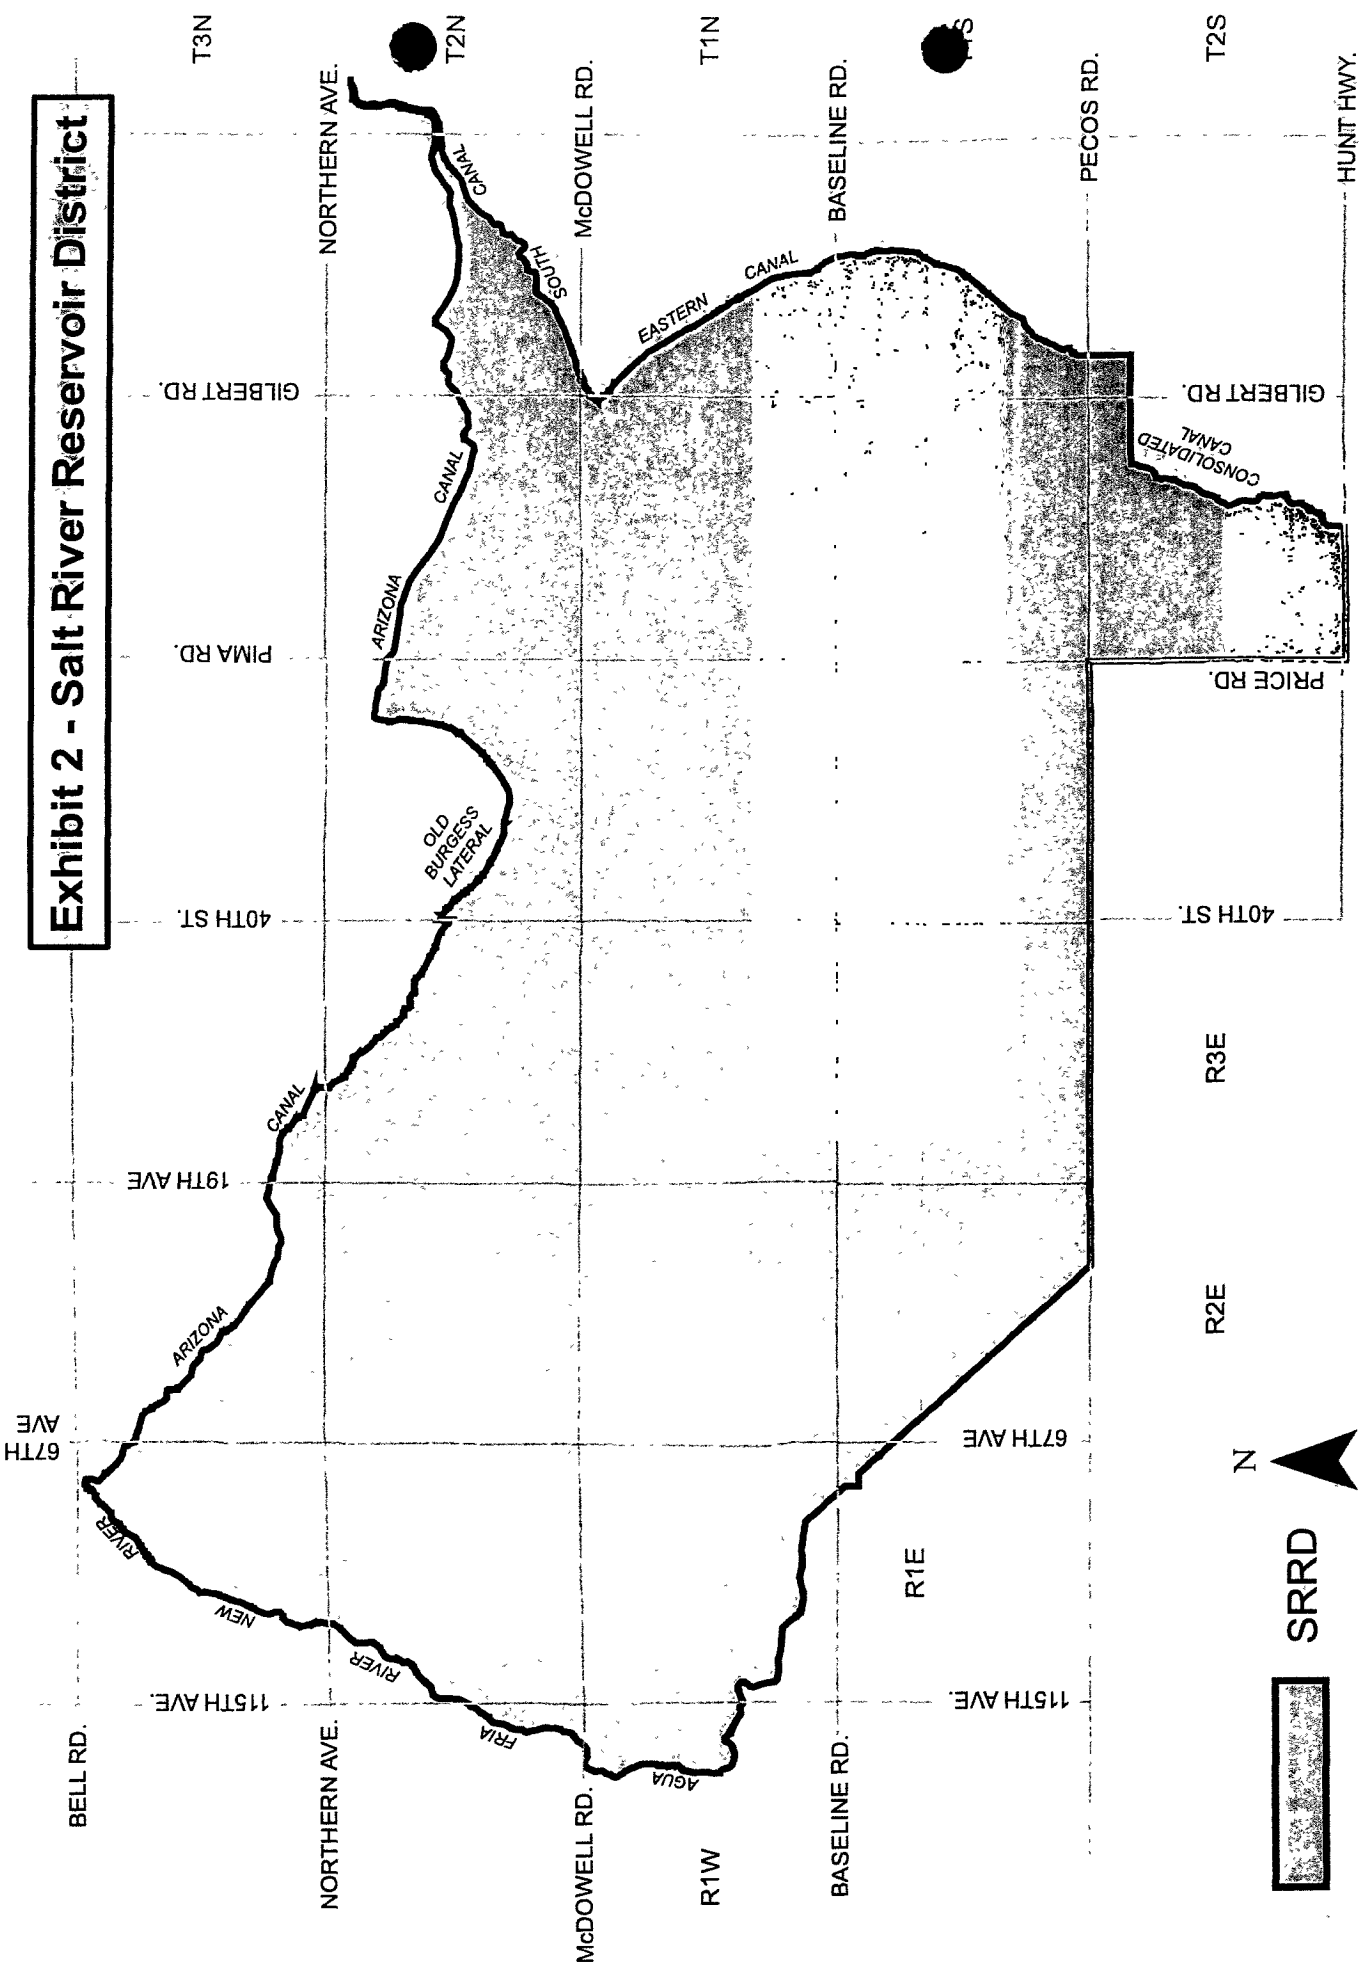 Exhibit 2 - Salt River Reservoir District
67TH
AVE
19TH AVE
40TH ST.
PIMA RD.
GILBERT RD.
T3N
BELL RD.
RIVER
NEW
ARIZONA
CANAL
NORTHERN AVE.
NORTHERN AVE.
115TH AVE.
RIVER
FRIA
AGUA
OLD
BURGESS
LATERAL
ARIZONA
CANAL
CANAL
SOUTH
T2N
McDOWELL RD.
McDOWELL RD.
R1W
EASTERN
CANAL
T1N
BASELINE RD.
BASELINE RD.
R1E
115TH AVE.
67TH AVE
PECOS RD.
40TH ST.
PRICE RD.
GILBERT RD.
CONSOLIDATED
CANAL
R2E
R3E
T2S
HUNT HWY.
N
SRRD